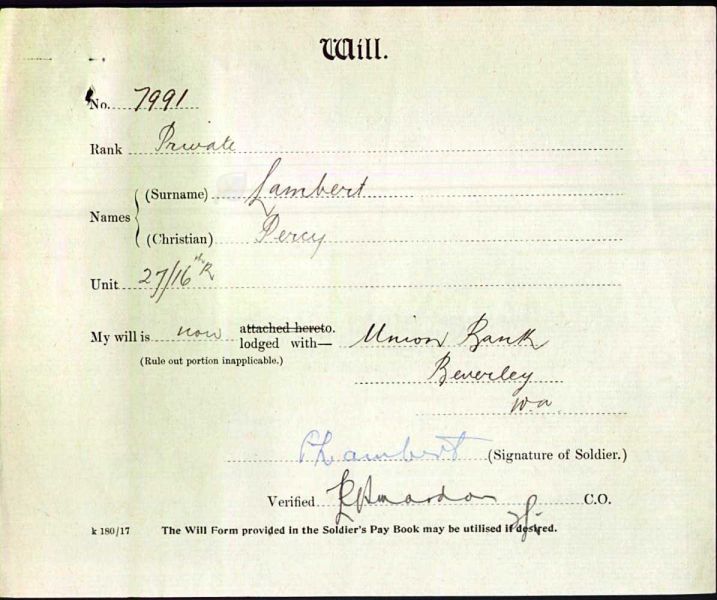 Will.
No. 7991
Rank Private
Names (Surname) Lambert
(Christian) Percy
Unit 27/16th R
My will is now attached hereto. lodged with— Union Bank
(Rule out portion inapplicable.)
Beverley
W.A.
P Lambert (Signature of Soldier.)
Verified C.O.
k 180/17 The Will Form provided in the Soldier's Pay Book may be utilised if desired.